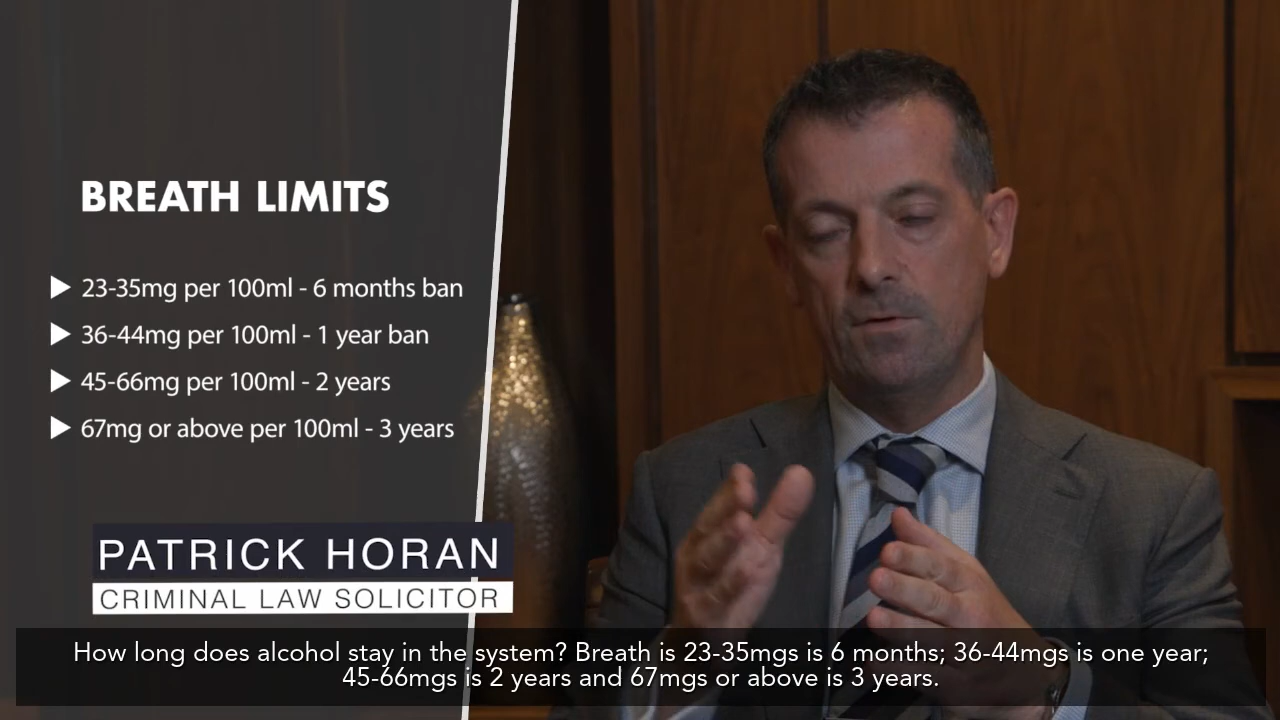 BREATH LIMITS
23-35mg per 100ml - 6 months ban
36-44mg per 100ml - 1 year ban
45-66mg per 100ml - 2 years
67mg or above per 100ml - 3 years
PATRICK HORAN
CRIMINAL LAW SOLICITOR
How long does alcohol stay in the system? Breath is 23-35mgs is 6 months; 36-44mgs is one year;
45-66mgs is 2 years and 67mgs or above is 3 years.